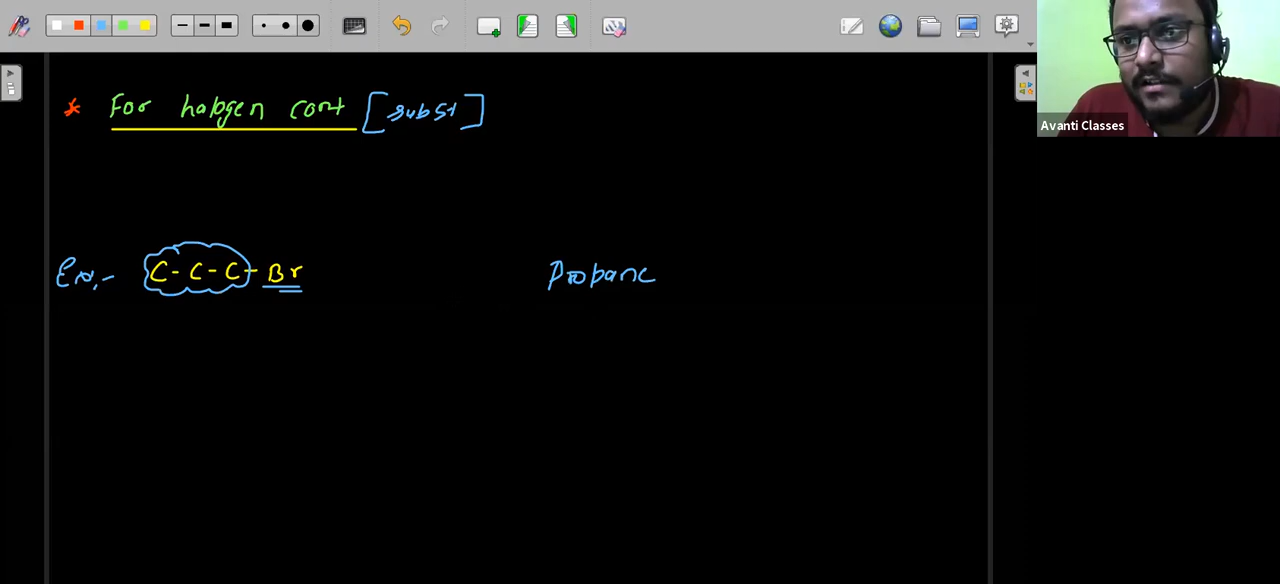 * For halogen cont [subst]
Ex,- C-C-C-Br Propane
Avanti Classes